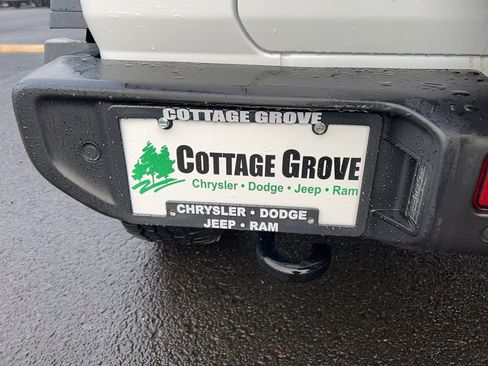 COTTAGE GROVE
COTTAGE GROVE
Chrysler • Dodge • Jeep • Ram
CHRYSLER • DODGE
JEEP • RAM